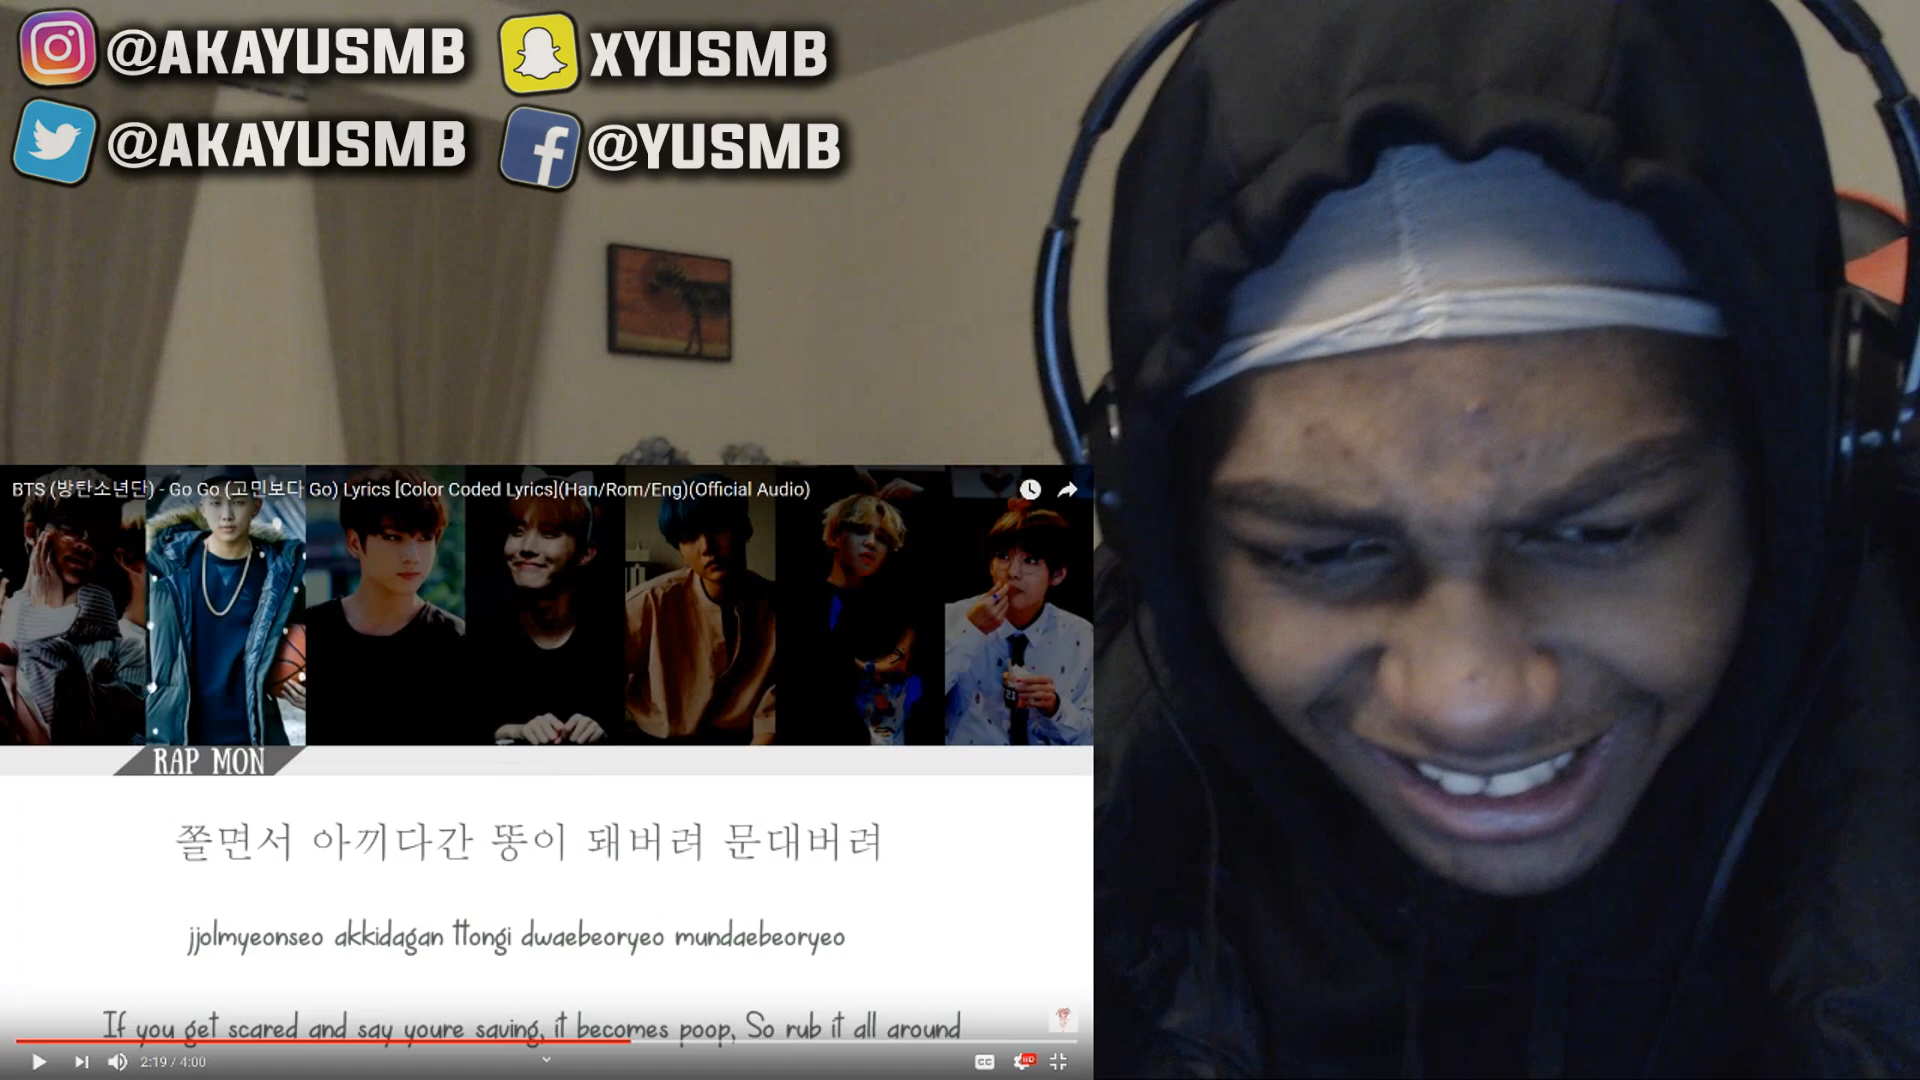 @AKAYUSMB
XYUSMB
@AKAYUSMB
@YUSMB
BTS (방탄소년단) - Go Go (고민보다 Go) Lyrics [Color Coded Lyrics](Han/Rom/Eng)(Official Audio)
RAP MON
쫄면서 아끼다간 똥이 돼버려 문대버려
jjolmyeonseo akkidagan ttongi dwaebeoryeo mundaebeoryeo
If you get scared and say youre saving, it becomes poop, So rub it all around
2:19 / 4:00
CC
HD